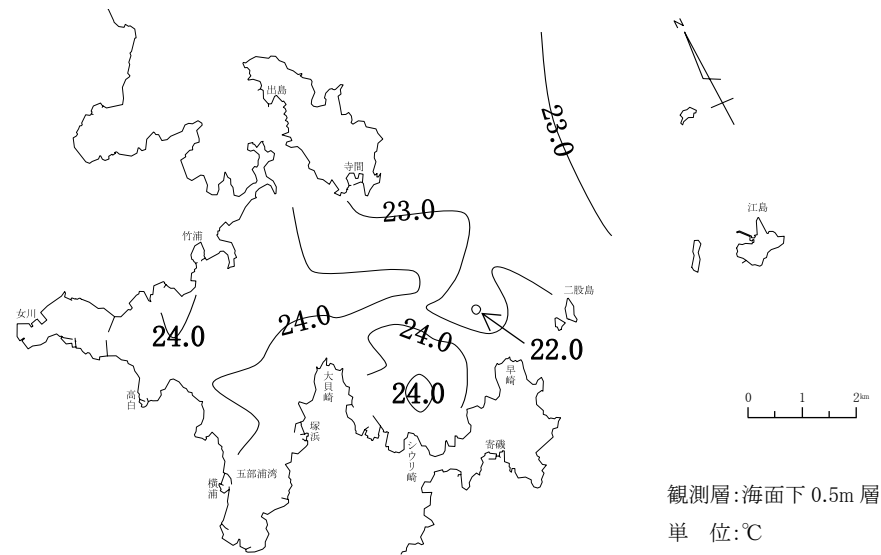 N
出島
寺間
23.0
23.0
江島
竹浦
二股島
女川
24.0
24.0
24.0
22.0
大貝崎
早崎
24.0
高白
塚浜
シウリ崎
寄磯
五部浦湾
横浦
0 1 2km
観測層:海面下 0.5m 層
単 位:℃